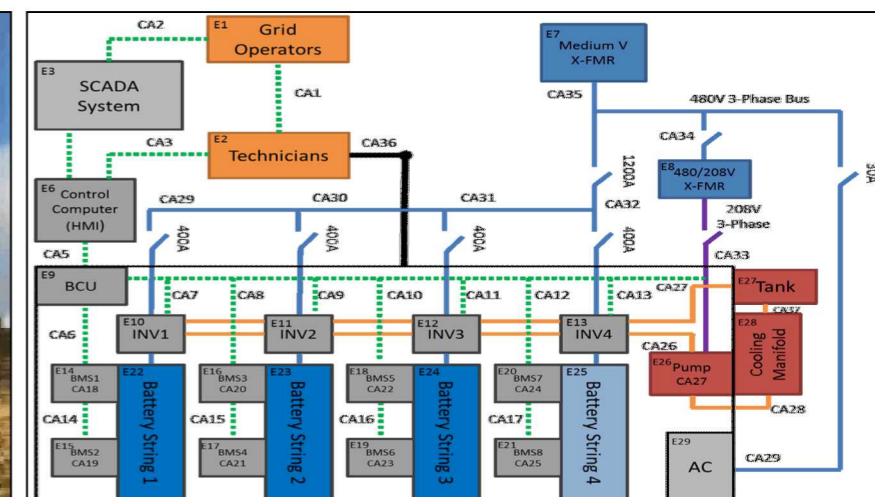 CA2
E1
Grid
Operators
E3
SCADA
System
CA1
E7
Medium V
X-FMR
CA35
480V 3-Phase Bus
CA3
E2
Technicians
CA36
CA34
E8
480/208V
X-FMR
1200A
E6
Control
Computer
(HMI)
CA29
CA30
CA31
CA32
208V
3-Phase
400A
400A
400A
400A
CA5
CA33
E9
BCU
CA7
CA8
CA9
CA10
CA11
CA12
CA13
CA27
E27
Tank
CA6
E10
INV1
E11
INV2
E12
INV3
E13
INV4
E28
Cooling
Manifold
CA26
E26
Pump
CA27
E14
BMS1
CA18
E22
Battery String 1
E16
BMS3
CA20
E23
Battery String 2
E18
BMS5
CA22
E24
Battery String 3
E20
BMS7
CA24
E25
Battery String 4
CA28
CA14
CA15
CA16
CA17
E15
BMS2
CA19
E17
BMS4
CA21
E19
BMS6
CA23
E21
BMS8
CA25
E29
AC
CA29